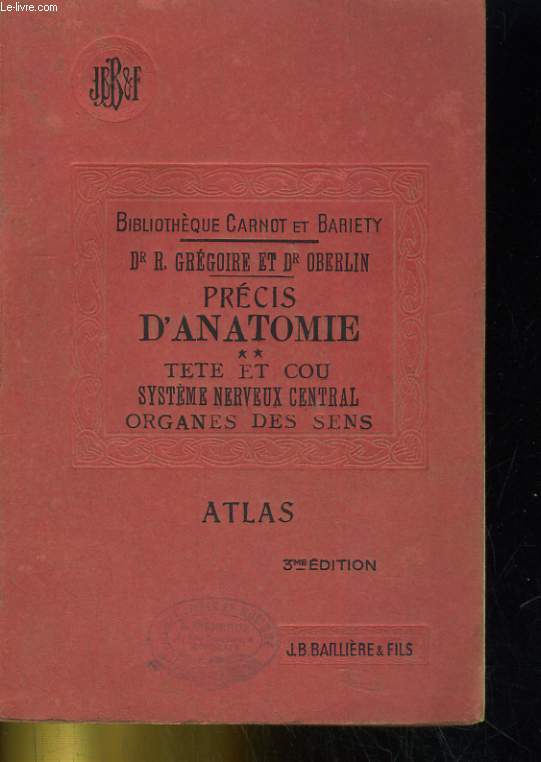 Le-livre.com
JBB&F
BIBLIOTHÈQUE CARNOT ET BARIETY
DR R. GRÉGOIRE ET DR OBERLIN
PRÉCIS
D'ANATOMIE
★★
TETE ET COU
SYSTÈME NERVEUX CENTRAL
ORGANES DES SENS
ATLAS
3ME ÉDITION
J.B. BAILLIÈRE & FILS